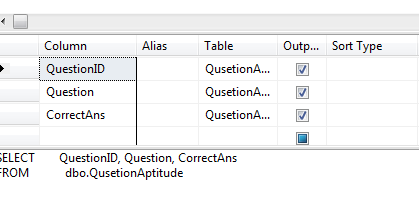 Column Alias Table Outp... Sort Type
QuestionID QusetionA...
Question QusetionA...
CorrectAns QusetionA...
SELECT QuestionID, Question, CorrectAns
FROM dbo.QusetionAptitude